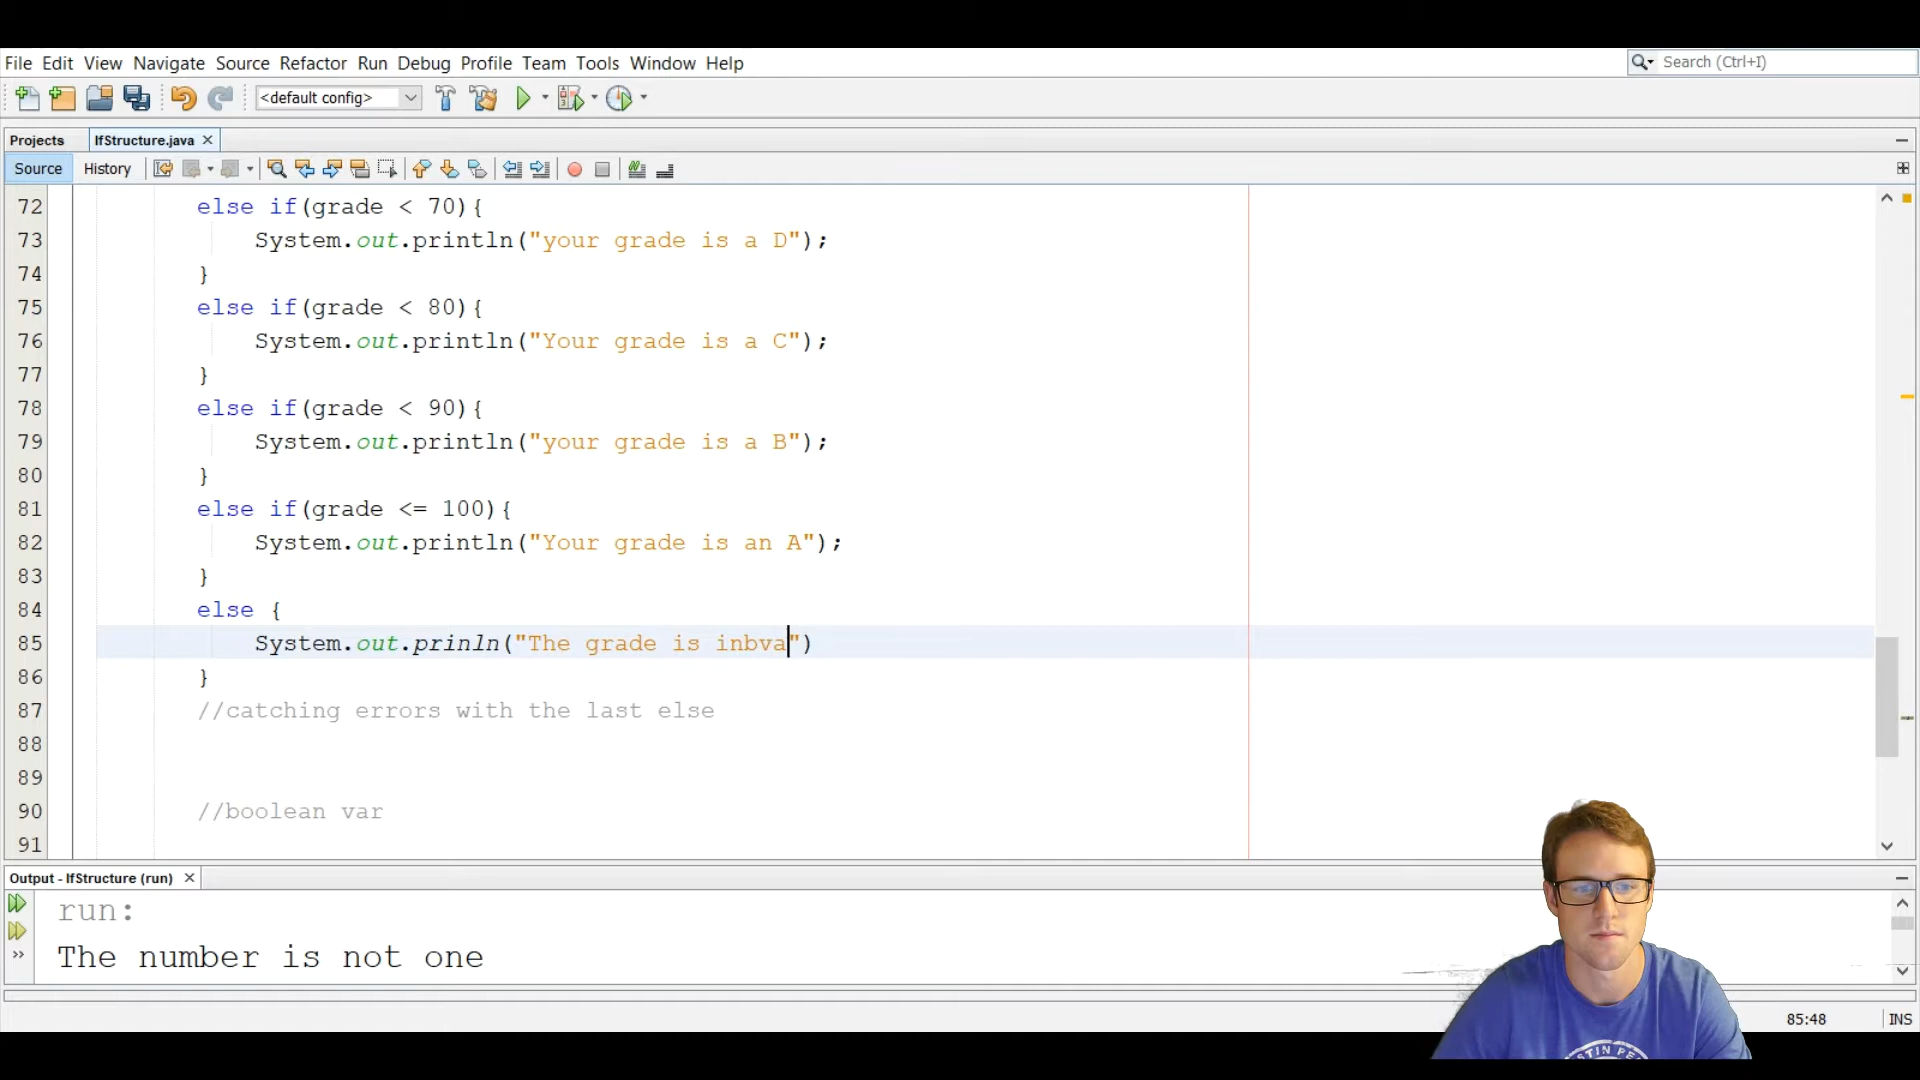 File Edit View Navigate Source Refactor Run Debug Profile Team Tools Window Help
Search (Ctrl+I)
<default config>
Projects
IfStructure.java
Source History
72 else if(grade < 70){
73 System.out.println("your grade is a D");
74 }
75 else if(grade < 80){
76 System.out.println("Your grade is a C");
77 }
78 else if(grade < 90){
79 System.out.println("your grade is a B");
80 }
81 else if(grade <= 100){
82 System.out.println("Your grade is an A");
83 }
84 else {
85 System.out.prinln("The grade is inbva")
86 }
87 //catching errors with the last else
88
89
90 //boolean var
91
Output - IfStructure (run)
run:
The number is not one
85:48 INS